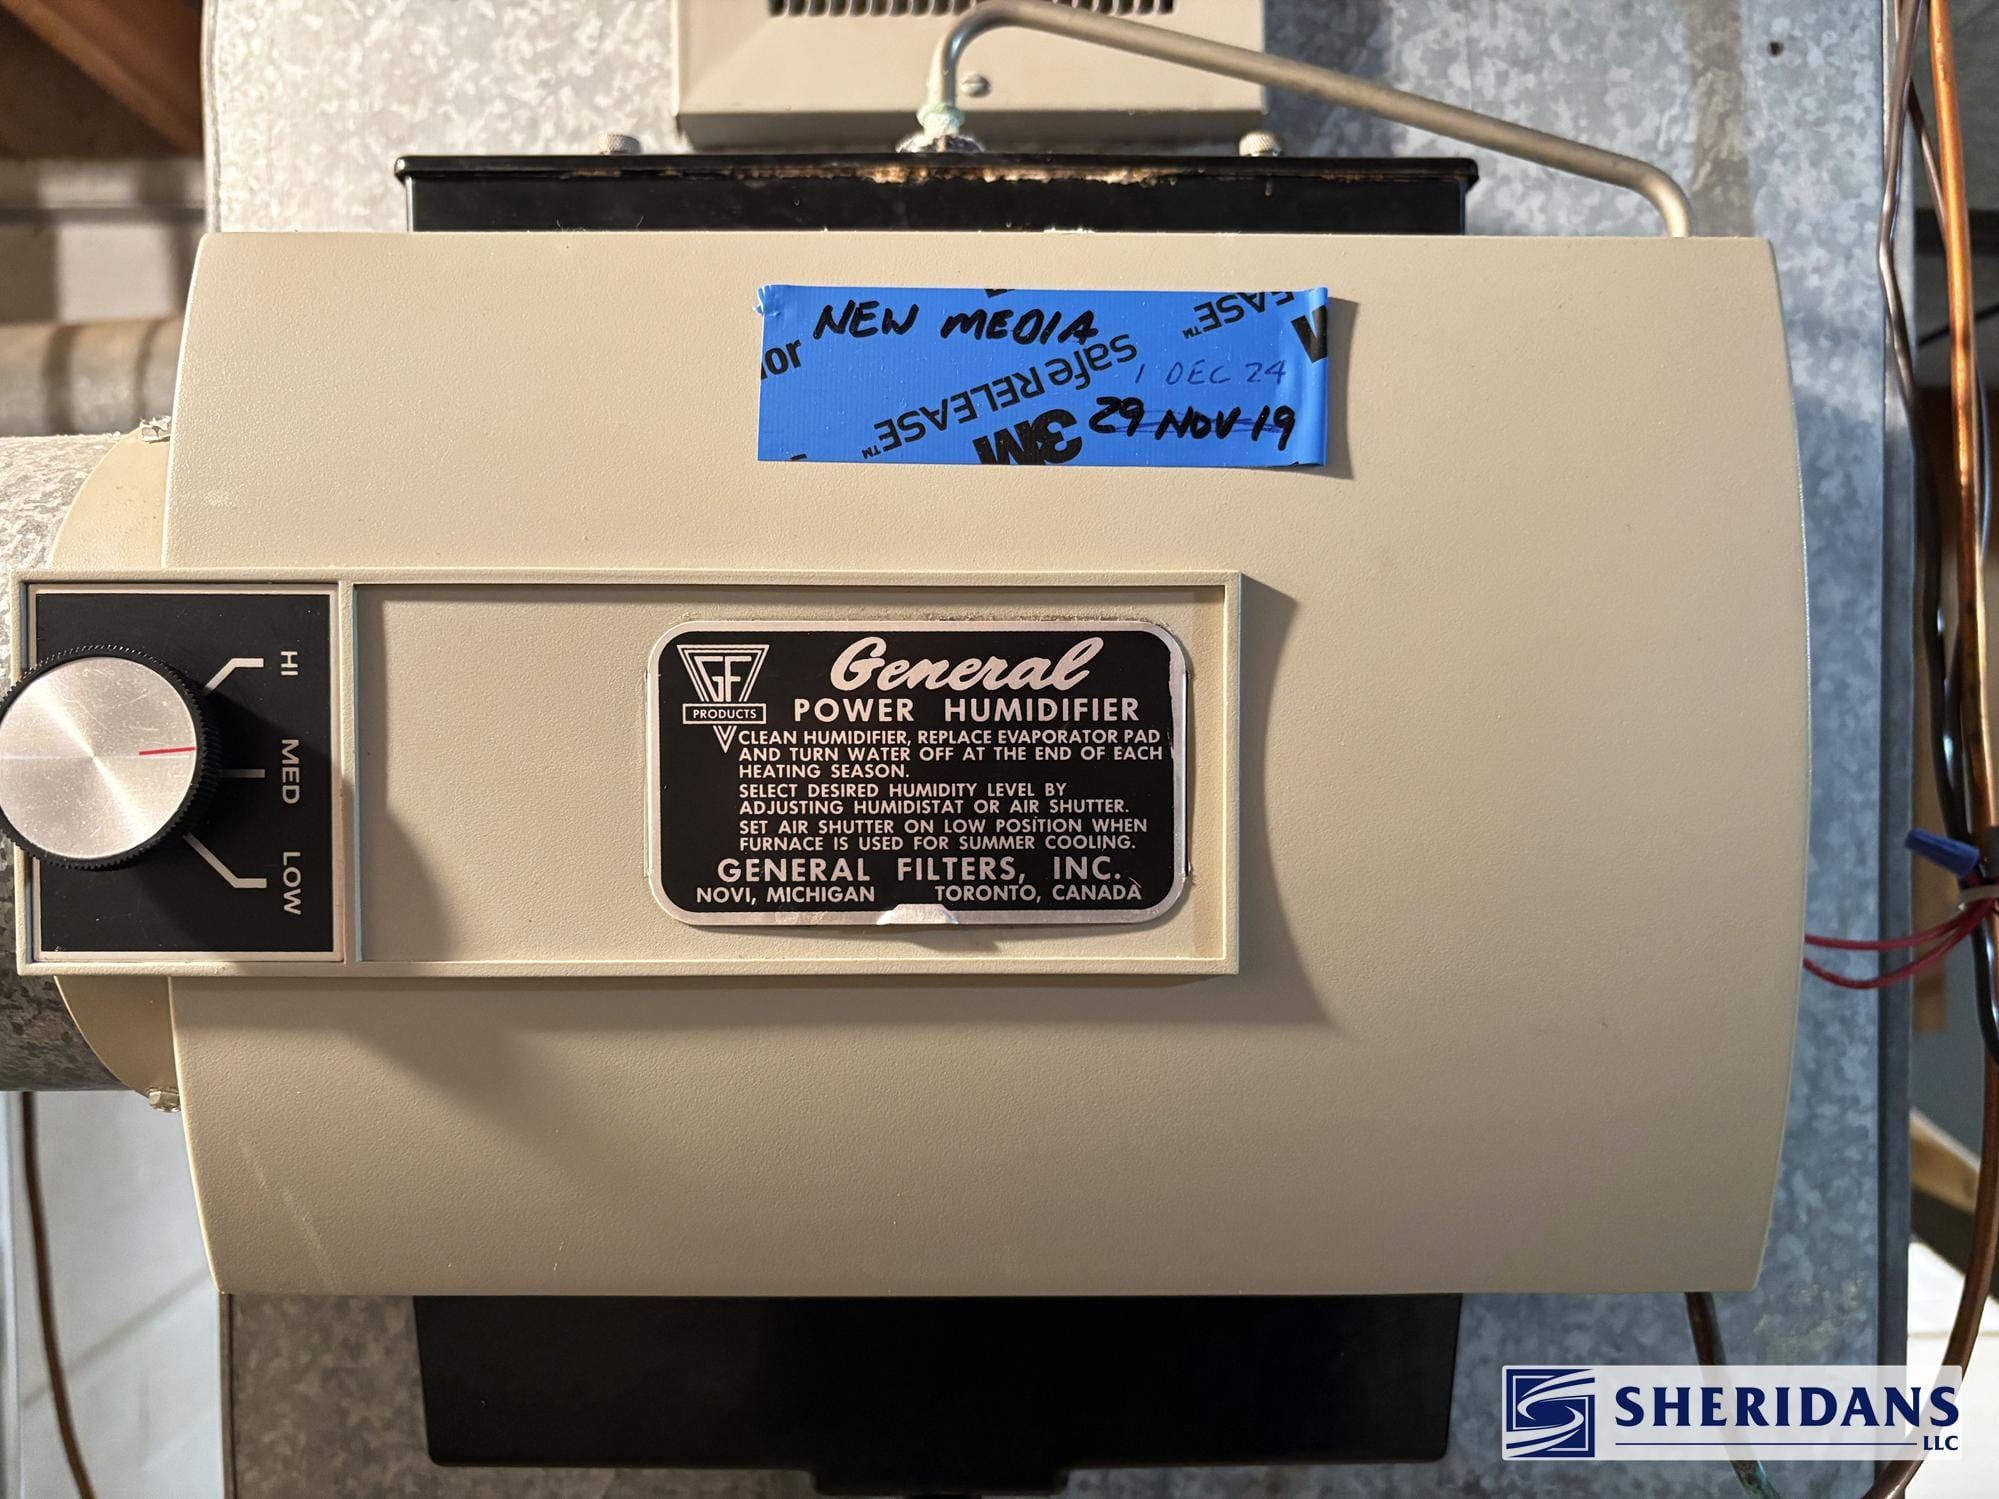 NEW MEDIA
or
safe RELEASE™
EASE™
3M
1 DEC 24
29 NOV 19
HI
MED
LOW
GF
PRODUCTS
General
POWER HUMIDIFIER
CLEAN HUMIDIFIER, REPLACE EVAPORATOR PAD
AND TURN WATER OFF AT THE END OF EACH
HEATING SEASON.
SELECT DESIRED HUMIDITY LEVEL BY
ADJUSTING HUMIDISTAT OR AIR SHUTTER.
SET AIR SHUTTER ON LOW POSITION WHEN
FURNACE IS USED FOR SUMMER COOLING.
GENERAL FILTERS, INC.
NOVI, MICHIGAN TORONTO, CANADA
SHERIDANS
LLC